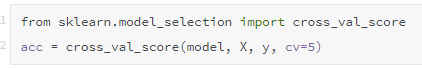 1 from sklearn.model_selection import cross_val_score
2 acc = cross_val_score(model, X, y, cv=5)